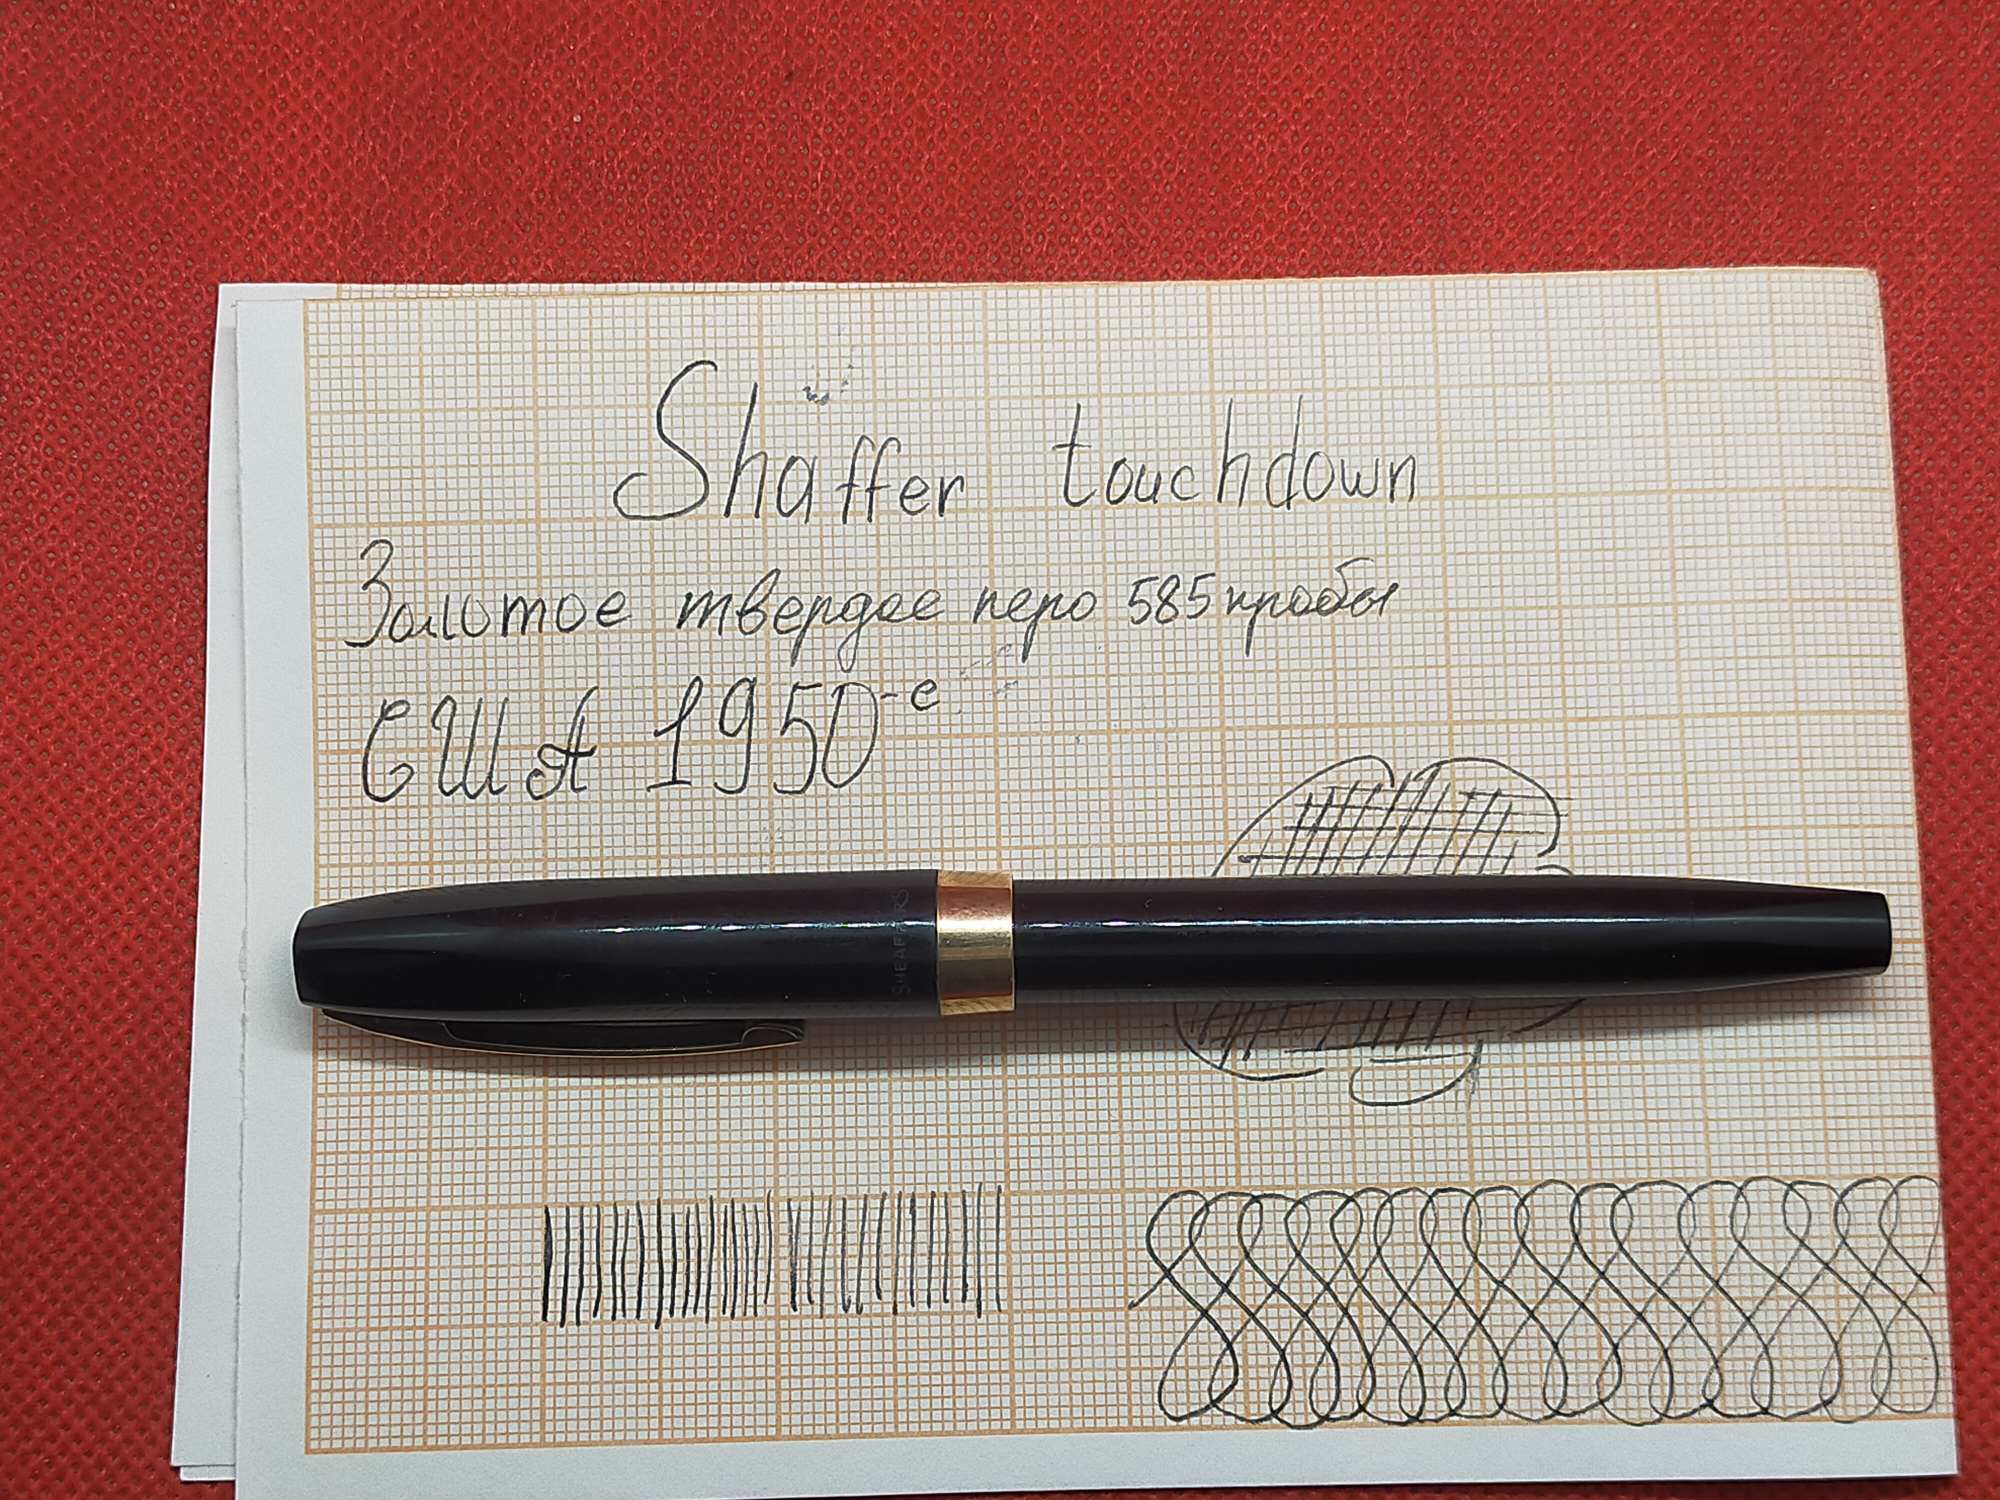 Shäffer touchdown
Золотое твердое перо 585 пробы
США 1950-е
SHEAFFER'S